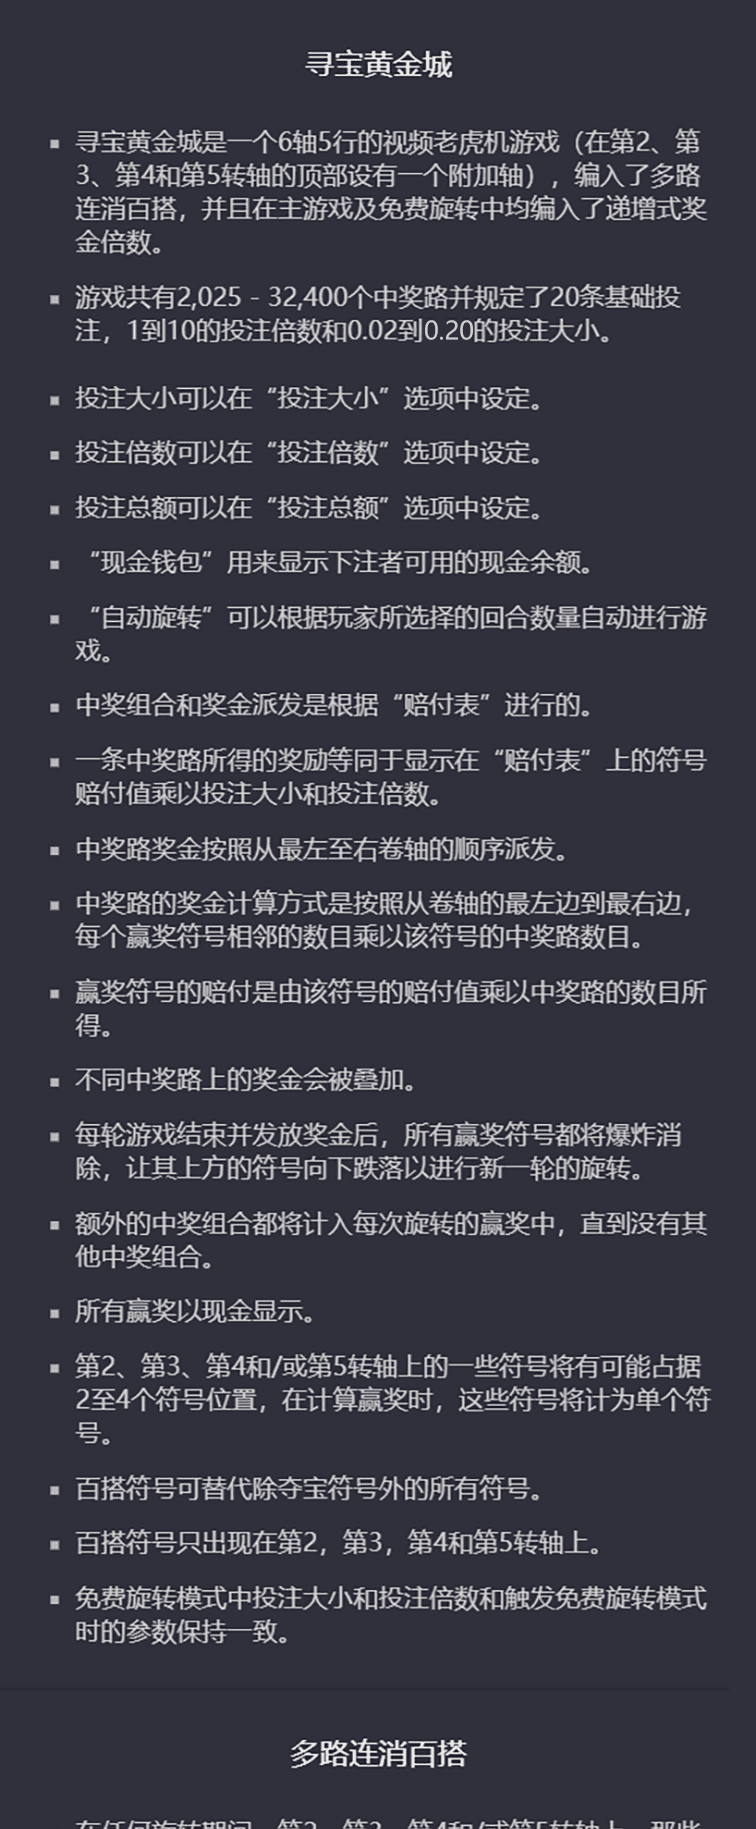 寻宝黄金城
▪ 寻宝黄金城是一个6轴5行的视频老虎机游戏（在第2、第
3、第4和第5转轴的顶部设有一个附加轴），编入了多路
连消百搭，并且在主游戏及免费旋转中均编入了递增式奖
金倍数。
▪ 游戏共有2,025 - 32,400个中奖路并规定了20条基础投
注，1到10的投注倍数和0.02到0.20的投注大小。
▪ 投注大小可以在“投注大小”选项中设定。
▪ 投注倍数可以在“投注倍数”选项中设定。
▪ 投注总额可以在“投注总额”选项中设定。
▪ “现金钱包”用来显示下注者可用的现金余额。
▪ “自动旋转”可以根据玩家所选择的回合数量自动进行游
戏。
▪ 中奖组合和奖金派发是根据“赔付表”进行的。
▪ 一条中奖路所得的奖励等同于显示在“赔付表”上的符号
赔付值乘以投注大小和投注倍数。
▪ 中奖路奖金按照从最左至右卷轴的顺序派发。
▪ 中奖路的奖金计算方式是按照从卷轴的最左边到最右边，
每个赢奖符号相邻的数目乘以该符号的中奖路数目。
▪ 赢奖符号的赔付是由该符号的赔付值乘以中奖路的数目所
得。
▪ 不同中奖路上的奖金会被叠加。
▪ 每轮游戏结束并发放奖金后，所有赢奖符号都将爆炸消
除，让其上方的符号向下跌落以进行新一轮的旋转。
▪ 额外的中奖组合都将计入每次旋转的赢奖中，直到没有其
他中奖组合。
▪ 所有赢奖以现金显示。
▪ 第2、第3、第4和/或第5转轴上的一些符号将有可能占据
2至4个符号位置，在计算赢奖时，这些符号将计为单个符
号。
▪ 百搭符号可替代除夺宝符号外的所有符号。
▪ 百搭符号只出现在第2，第3，第4和第5转轴上。
▪ 免费旋转模式中投注大小和投注倍数和触发免费旋转模式
时的参数保持一致。
多路连消百搭